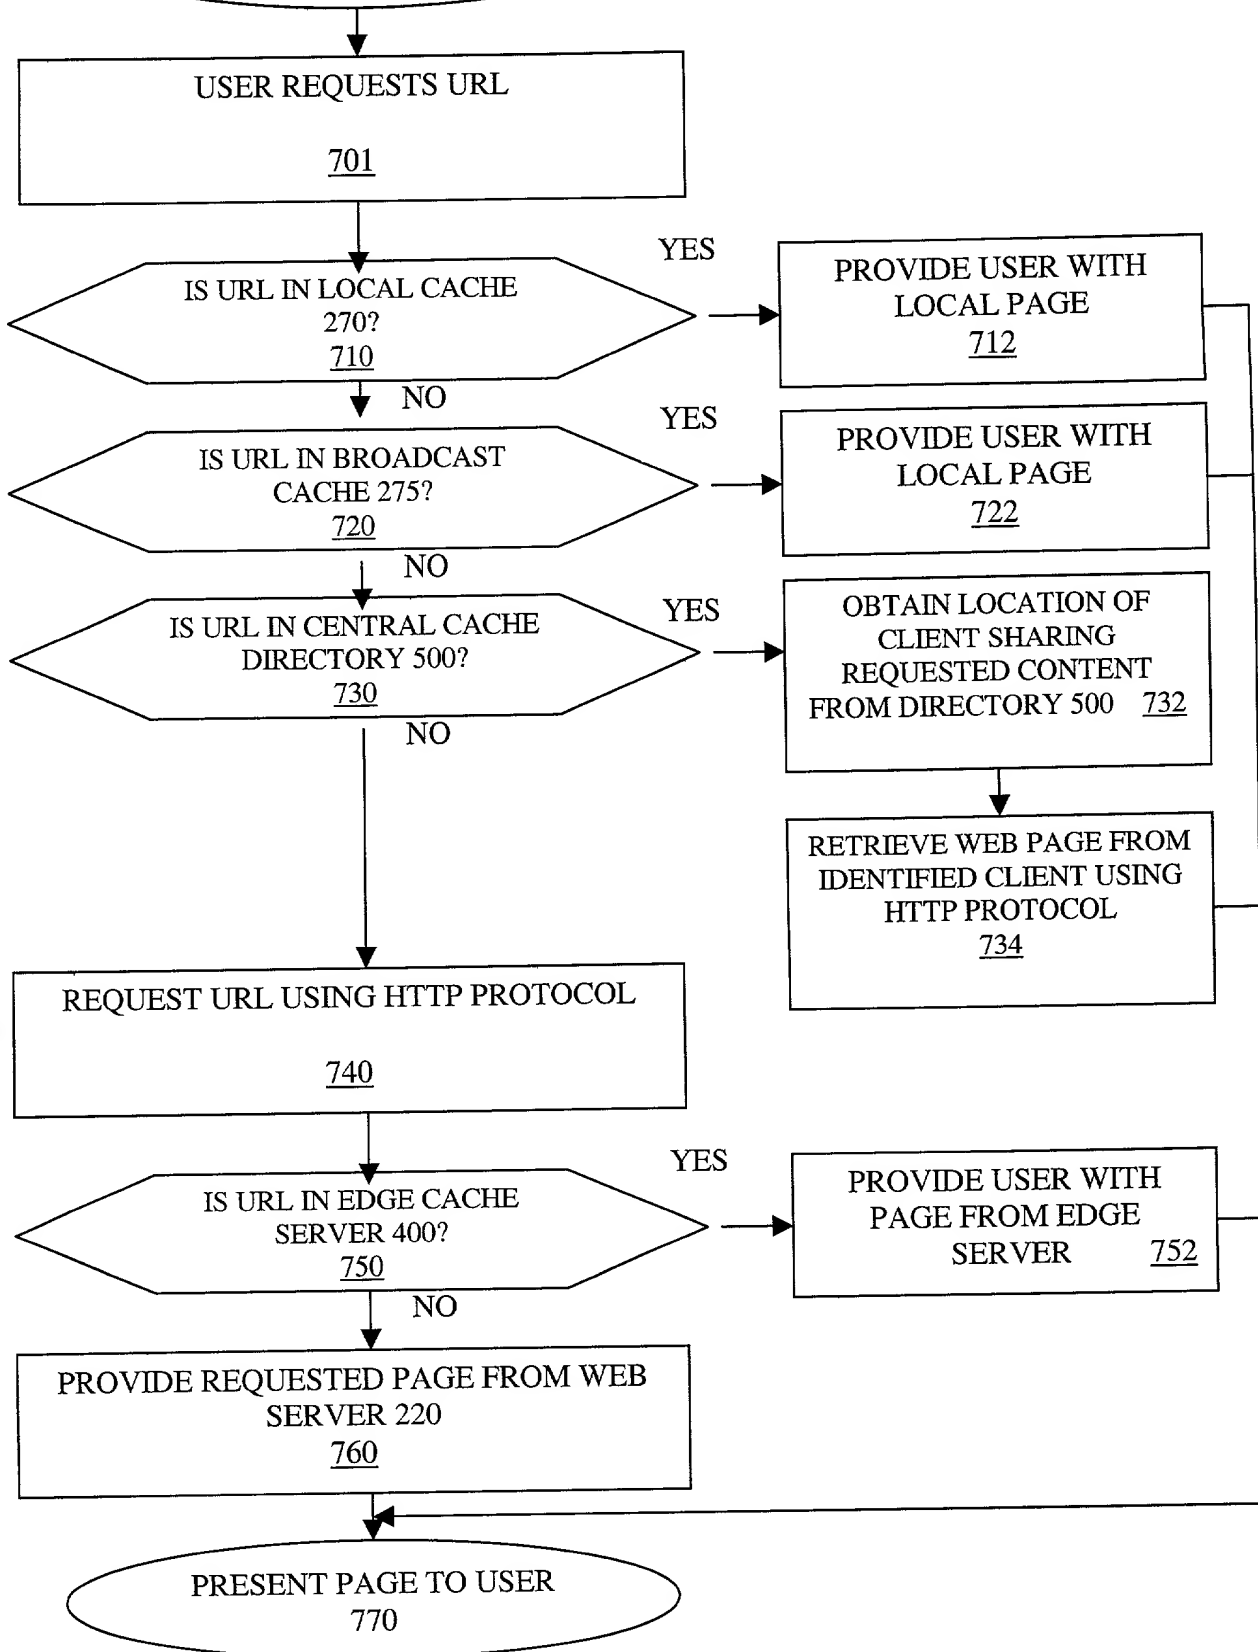 USER REQUESTS URL
701
IS URL IN LOCAL CACHE
270?
710
YES
PROVIDE USER WITH
LOCAL PAGE
712
NO
IS URL IN BROADCAST
CACHE 275?
720
YES
PROVIDE USER WITH
LOCAL PAGE
722
NO
IS URL IN CENTRAL CACHE
DIRECTORY 500?
730
YES
OBTAIN LOCATION OF
CLIENT SHARING
REQUESTED CONTENT
FROM DIRECTORY 500 732
NO
RETRIEVE WEB PAGE FROM
IDENTIFIED CLIENT USING
HTTP PROTOCOL
734
REQUEST URL USING HTTP PROTOCOL
740
IS URL IN EDGE CACHE
SERVER 400?
750
YES
PROVIDE USER WITH
PAGE FROM EDGE
SERVER 752
NO
PROVIDE REQUESTED PAGE FROM WEB
SERVER 220
760
PRESENT PAGE TO USER
770